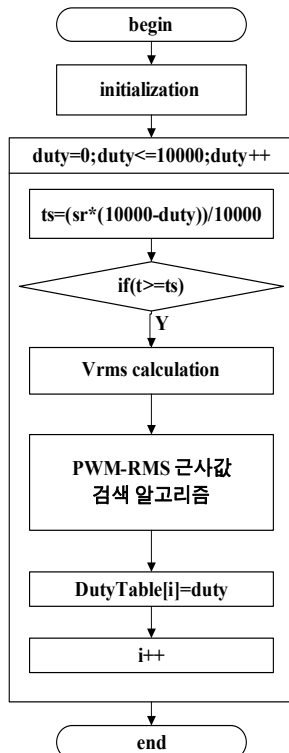 begin
initialization
duty=0;duty<=10000;duty++
ts=(sr*(10000-duty))/10000
if(t>=ts)
Y
Vrms calculation
PWM-RMS 근사값
검색 알고리즘
DutyTable[i]=duty
i++
end